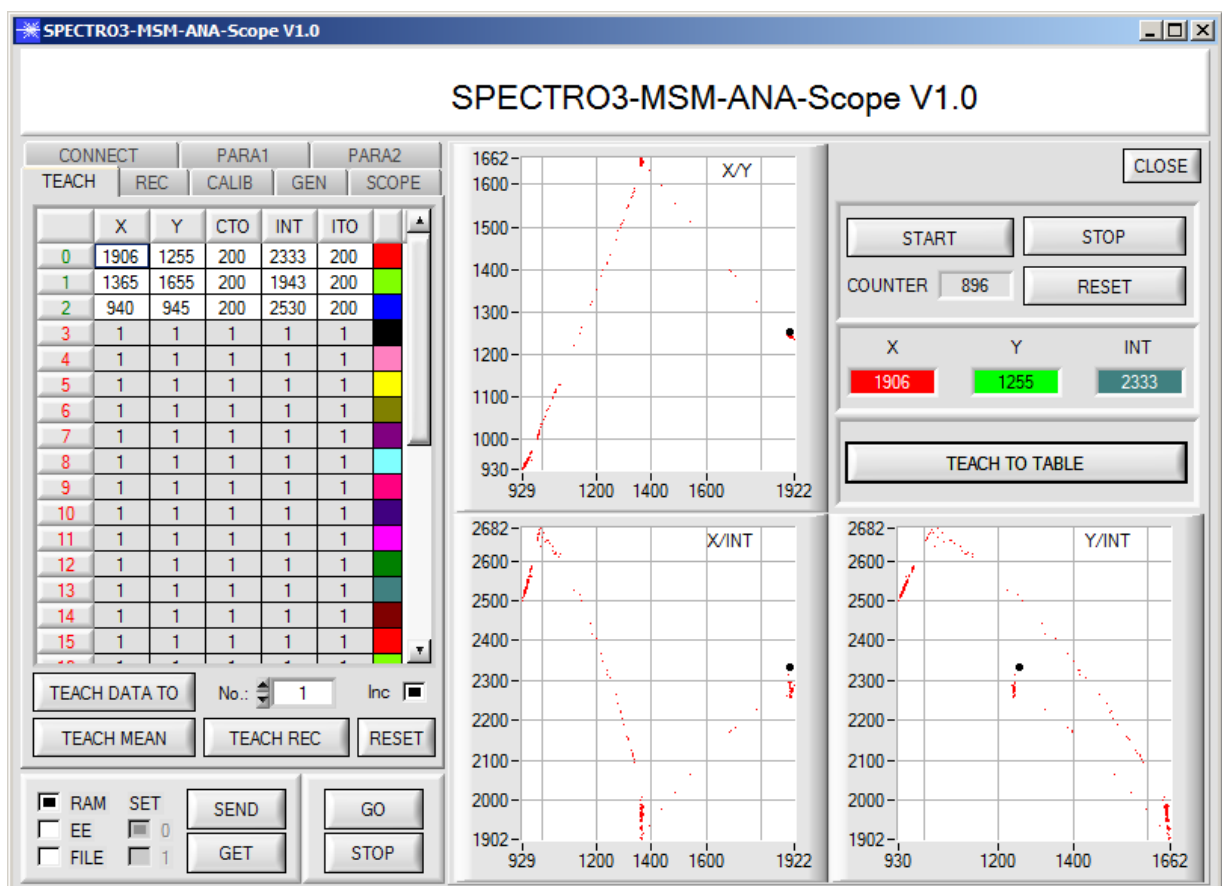 SPECTRO3-MSM-ANA-Scope V1.0
SPECTRO3-MSM-ANA-Scope V1.0
CONNECT PARA1 PARA2
TEACH REC CALIB GEN SCOPE
X Y CTO INT ITO
0 1906 1255 200 2333 200
1 1365 1655 200 1943 200
2 940 945 200 2530 200
3 1 1 1 1 1
4 1 1 1 1 1
5 1 1 1 1 1
6 1 1 1 1 1
7 1 1 1 1 1
8 1 1 1 1 1
9 1 1 1 1 1
10 1 1 1 1 1
11 1 1 1 1 1
12 1 1 1 1 1
13 1 1 1 1 1
14 1 1 1 1 1
15 1 1 1 1 1
TEACH DATA TO No.: 1 Inc
TEACH MEAN TEACH REC RESET
RAM SET SEND GO
EE 0
FILE 1 GET STOP
X/Y
1662
1600
1500
1400
1300
1200
1100
1000
930
929 1200 1400 1600 1922
CLOSE
START STOP
COUNTER 896 RESET
X Y INT
1906 1255 2333
TEACH TO TABLE
X/INT
2682
2600
2500
2400
2300
2200
2100
2000
1902
929 1200 1400 1600 1922
Y/INT
2682
2600
2500
2400
2300
2200
2100
2000
1902
930 1200 1400 1662